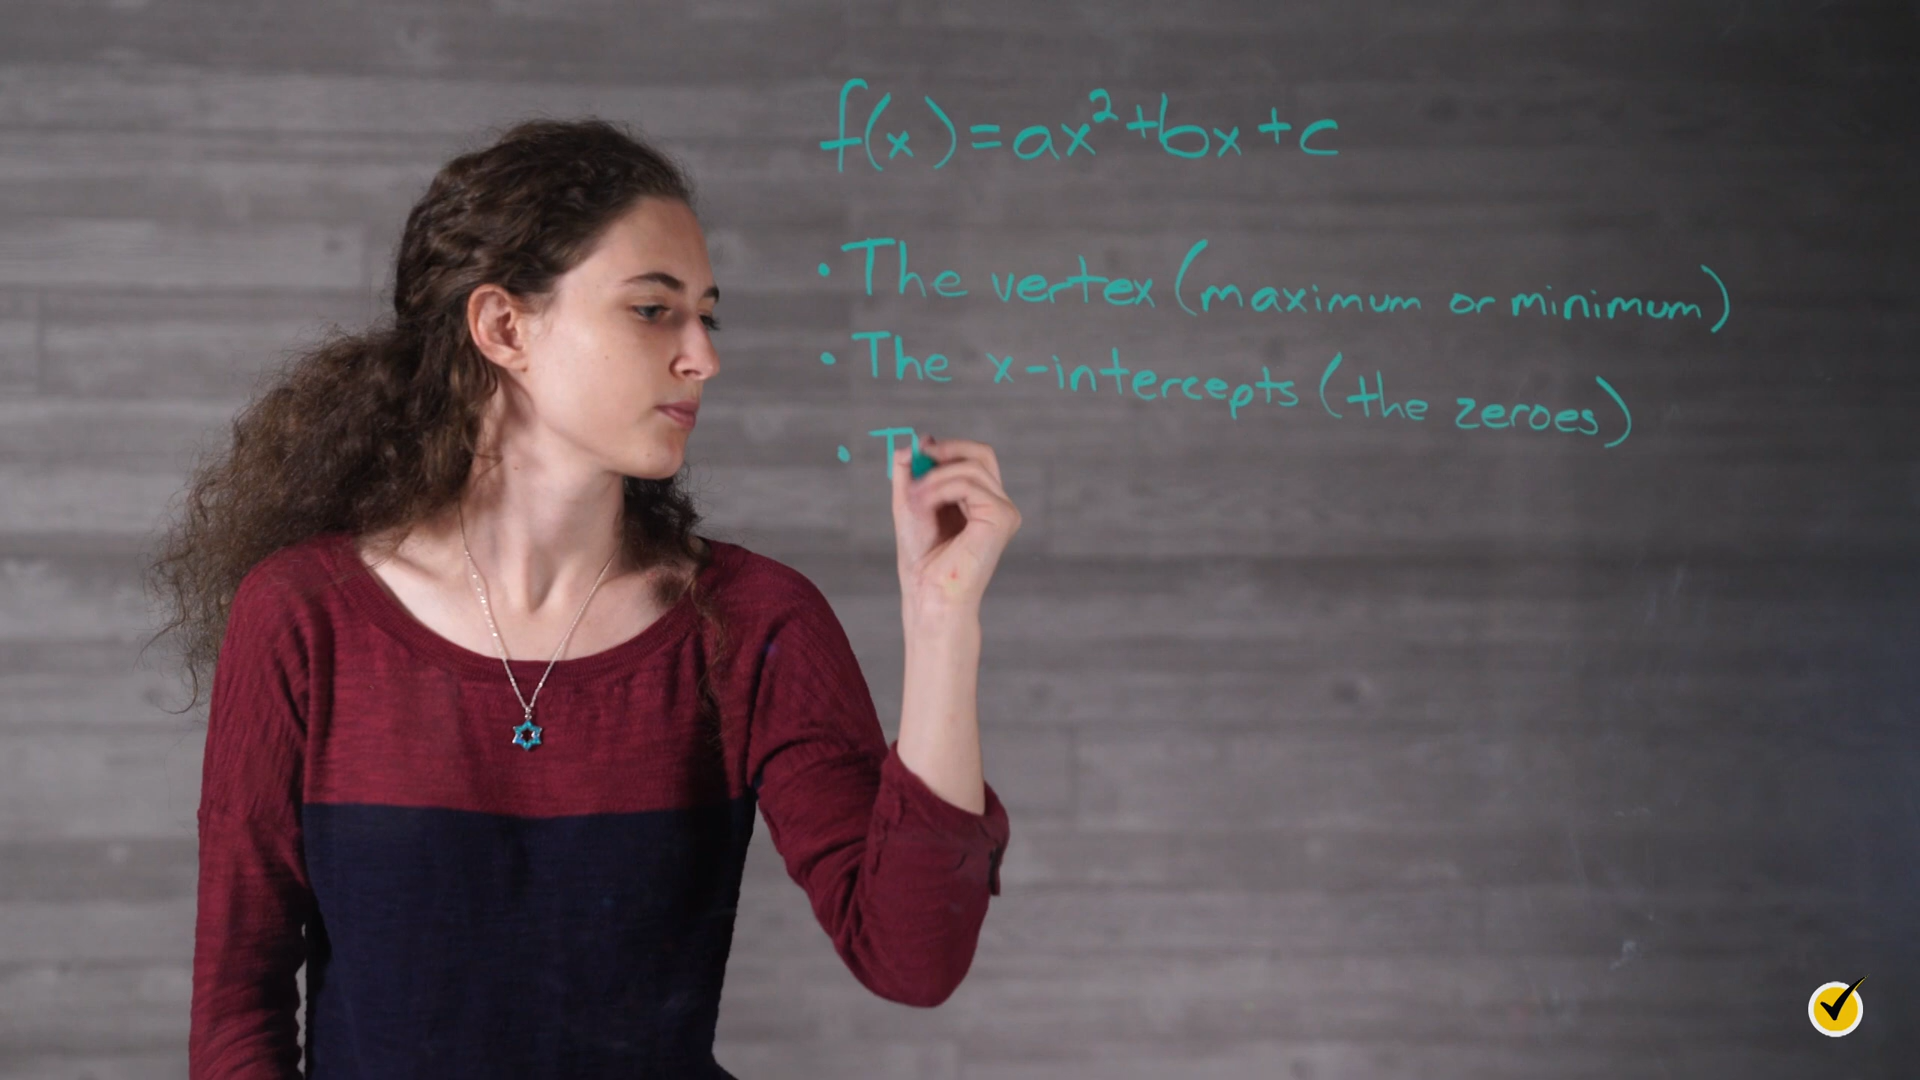 f(x)=ax²+bx+c
• The vertex (maximum or minimum)
• The x-intercepts (the zeroes)
• T